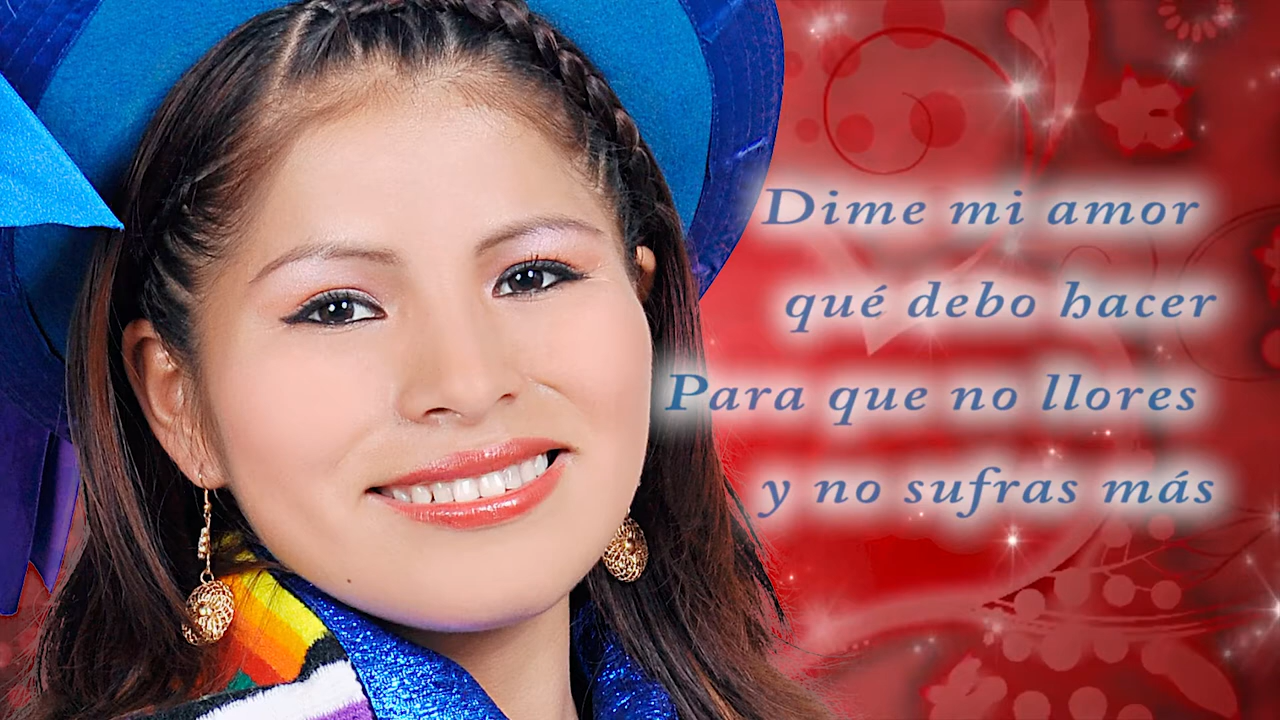 Dime mi amor
qué debo hacer
Para que no llores
y no sufras más